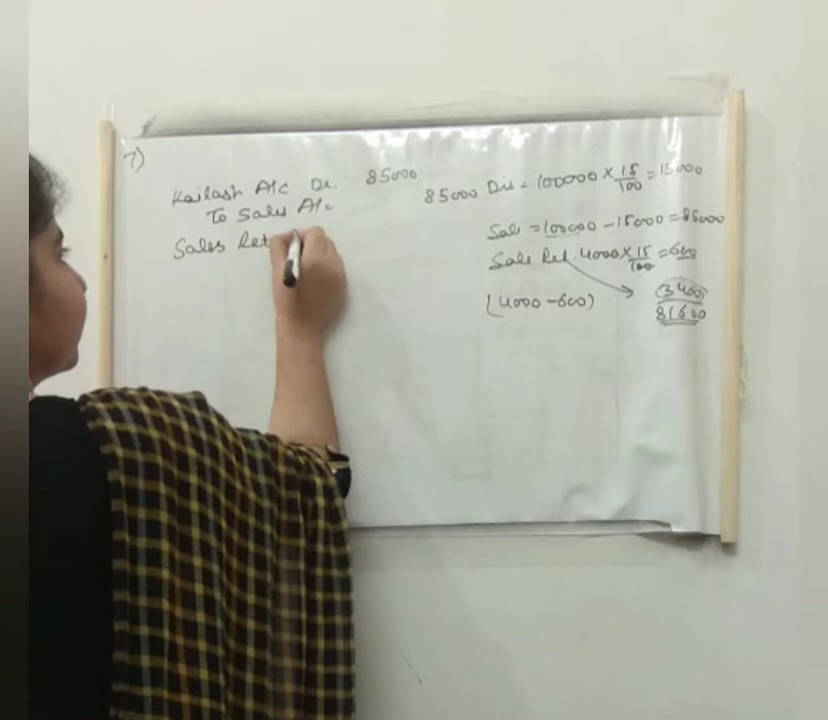 7)
Kailash A/c Dr. 85000
To Sales A/c 85000
Sales Ret
Dis = 100000 × 15/100 = 15000
Sale = 100000 - 15000 = 85000
Sale Ret. 4000 × 15/100 = 600
(4000 - 600) 3400
81600